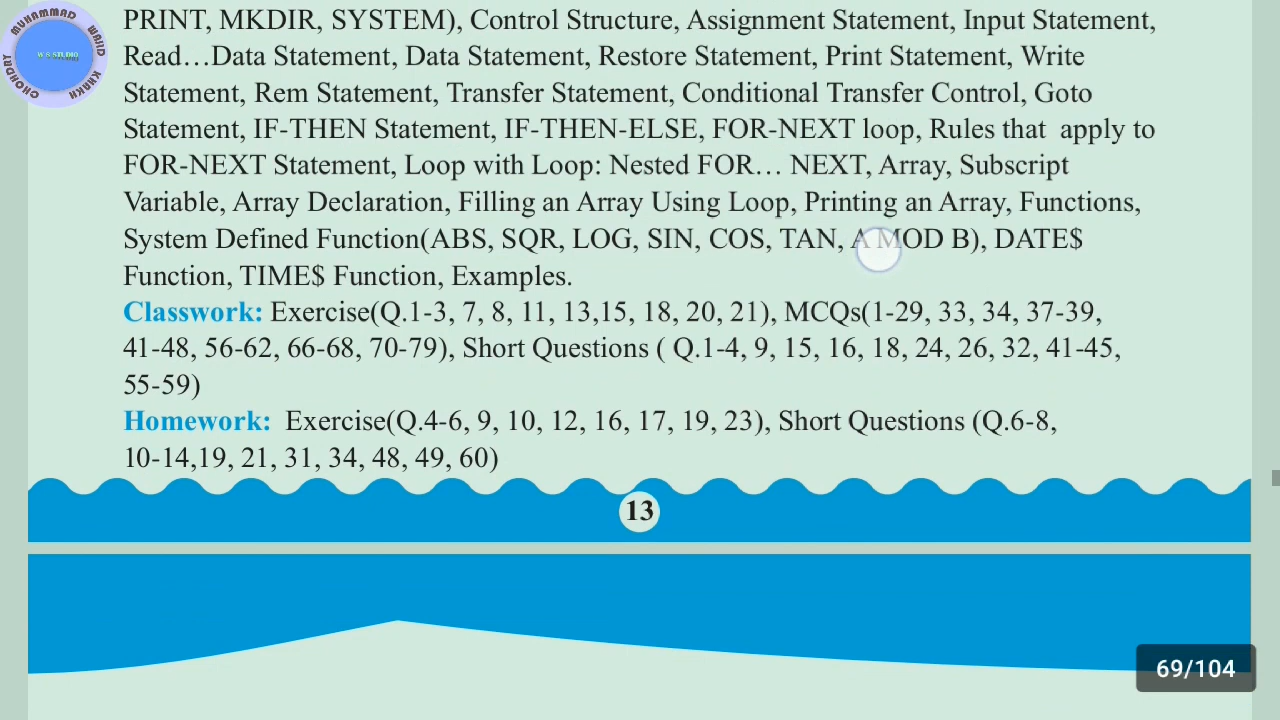 MUHAMMAD WAJID KHAKH CHOHDRY
W S STUDIO
PRINT, MKDIR, SYSTEM), Control Structure, Assignment Statement, Input Statement,
Read…Data Statement, Data Statement, Restore Statement, Print Statement, Write
Statement, Rem Statement, Transfer Statement, Conditional Transfer Control, Goto
Statement, IF-THEN Statement, IF-THEN-ELSE, FOR-NEXT loop, Rules that apply to
FOR-NEXT Statement, Loop with Loop: Nested FOR… NEXT, Array, Subscript
Variable, Array Declaration, Filling an Array Using Loop, Printing an Array, Functions,
System Defined Function(ABS, SQR, LOG, SIN, COS, TAN, A MOD B), DATE$
Function, TIME$ Function, Examples.
Classwork: Exercise(Q.1-3, 7, 8, 11, 13,15, 18, 20, 21), MCQs(1-29, 33, 34, 37-39,
41-48, 56-62, 66-68, 70-79), Short Questions ( Q.1-4, 9, 15, 16, 18, 24, 26, 32, 41-45,
55-59)
Homework: Exercise(Q.4-6, 9, 10, 12, 16, 17, 19, 23), Short Questions (Q.6-8,
10-14,19, 21, 31, 34, 48, 49, 60)
13
69/104